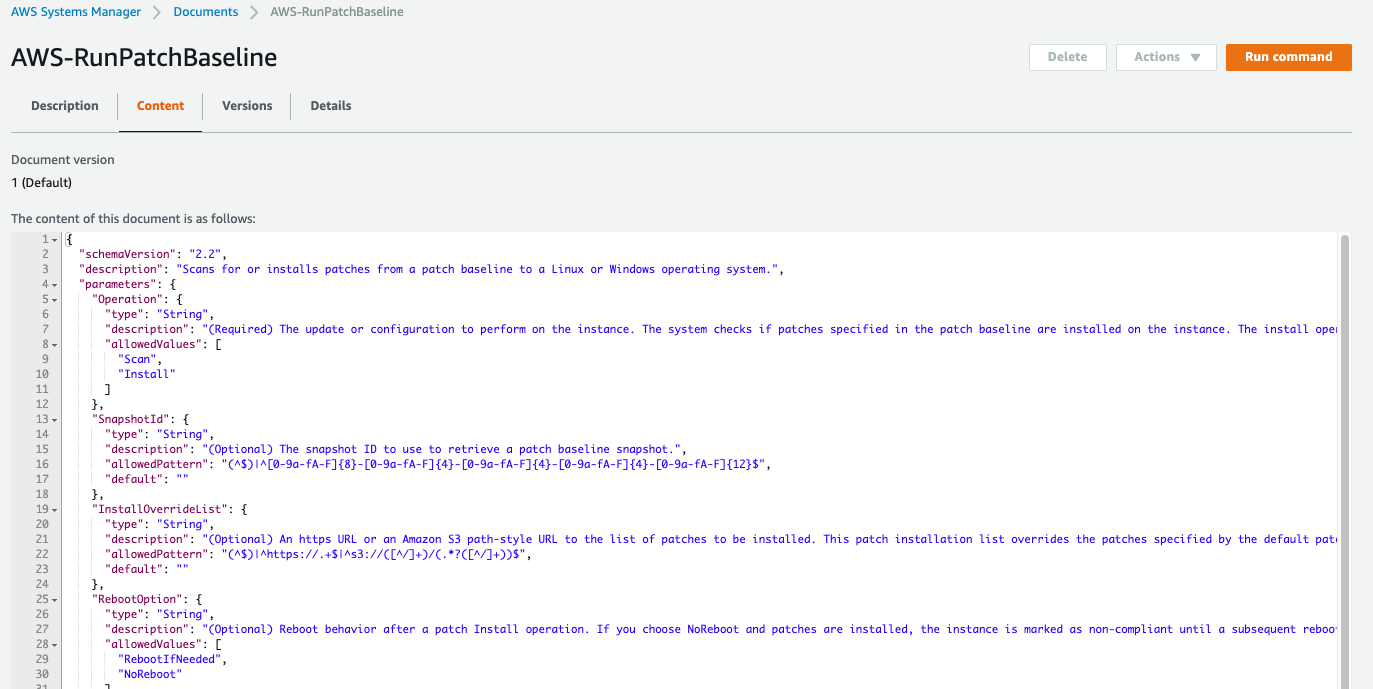 AWS Systems Manager > Documents > AWS-RunPatchBaseline
AWS-RunPatchBaseline
Delete Actions ▼ Run command
Description Content Versions Details
Document version
1 (Default)
The content of this document is as follows:
1 {
2 "schemaVersion": "2.2",
3 "description": "Scans for or installs patches from a patch baseline to a Linux or Windows operating system.",
4 "parameters": {
5 "Operation": {
6 "type": "String",
7 "description": "(Required) The update or configuration to perform on the instance. The system checks if patches specified in the patch baseline are installed on the instance. The install oper
8 "allowedValues": [
9 "Scan",
10 "Install"
11 ]
12 },
13 "SnapshotId": {
14 "type": "String",
15 "description": "(Optional) The snapshot ID to use to retrieve a patch baseline snapshot.",
16 "allowedPattern": "(^$)|^[0-9a-fA-F]{8}-[0-9a-fA-F]{4}-[0-9a-fA-F]{4}-[0-9a-fA-F]{4}-[0-9a-fA-F]{12}$",
17 "default": ""
18 },
19 "InstallOverrideList": {
20 "type": "String",
21 "description": "(Optional) An https URL or an Amazon S3 path-style URL to the list of patches to be installed. This patch installation list overrides the patches specified by the default pat
22 "allowedPattern": "(^$)|^https://.+$|^s3://([^/]+)/(.*?([^/]+))$",
23 "default": ""
24 },
25 "RebootOption": {
26 "type": "String",
27 "description": "(Optional) Reboot behavior after a patch Install operation. If you choose NoReboot and patches are installed, the instance is marked as non-compliant until a subsequent reboo
28 "allowedValues": [
29 "RebootIfNeeded",
30 "NoReboot"
31 ]